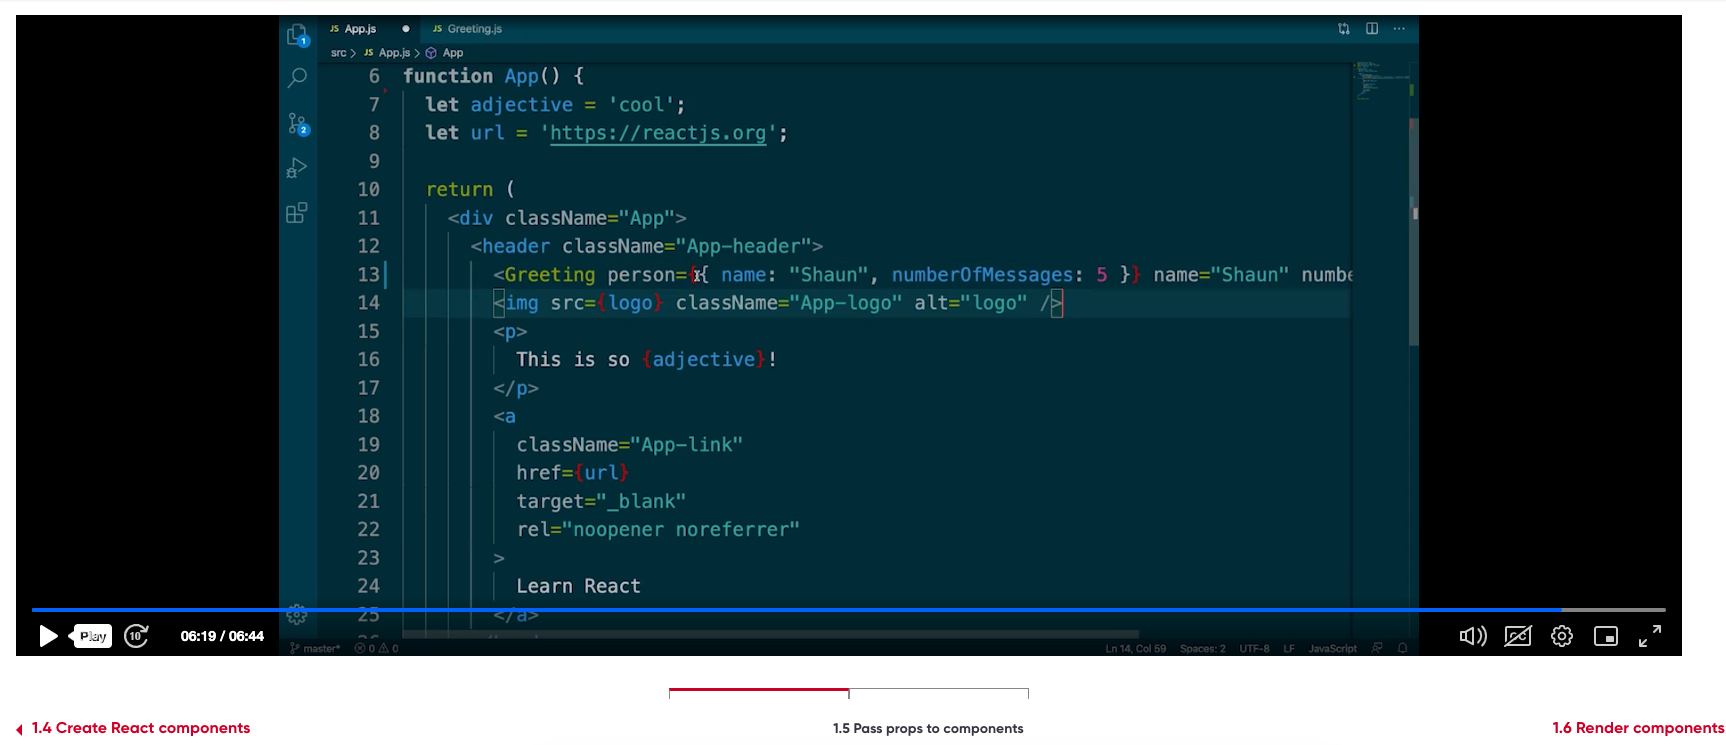 JS App.js ● JS Greeting.js
src > JS App.js > App
1
2
6 function App() {
7 let adjective = 'cool';
8 let url = 'https://reactjs.org';
9
10 return (
11 <div className="App">
12 <header className="App-header">
13 <Greeting person={{ name: "Shaun", numberOfMessages: 5 }} name="Shaun" numbe
14 <img src={logo} className="App-logo" alt="logo" />
15 <p>
16 This is so {adjective}!
17 </p>
18 <a
19 className="App-link"
20 href={url}
21 target="_blank"
22 rel="noopener noreferrer"
23 >
24 Learn React
25 </a>
Play 10 06:19 / 06:44
master* 0 0 Ln 14, Col 59 Spaces: 2 UTF-8 LF JavaScript
1.4 Create React components 1.5 Pass props to components 1.6 Render components